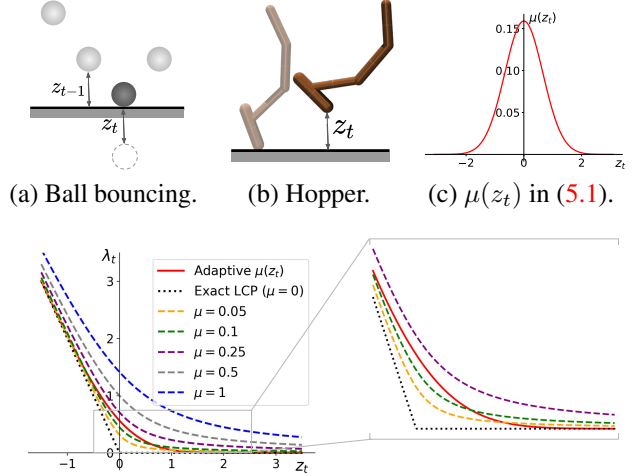 z_{t−1}
z_t
z_t
μ(z_t)
0.15
0.10
0.05
−2
0
2
z_t
(a) Ball bouncing.
(b) Hopper.
(c) μ(z_t) in (5.1).
λ_t
3
2
1
0
−1
0
1
2
3
z_t
Adaptive μ(z_t)
Exact LCP (μ=0)
μ = 0.05
μ = 0.1
μ = 0.25
μ = 0.5
μ = 1